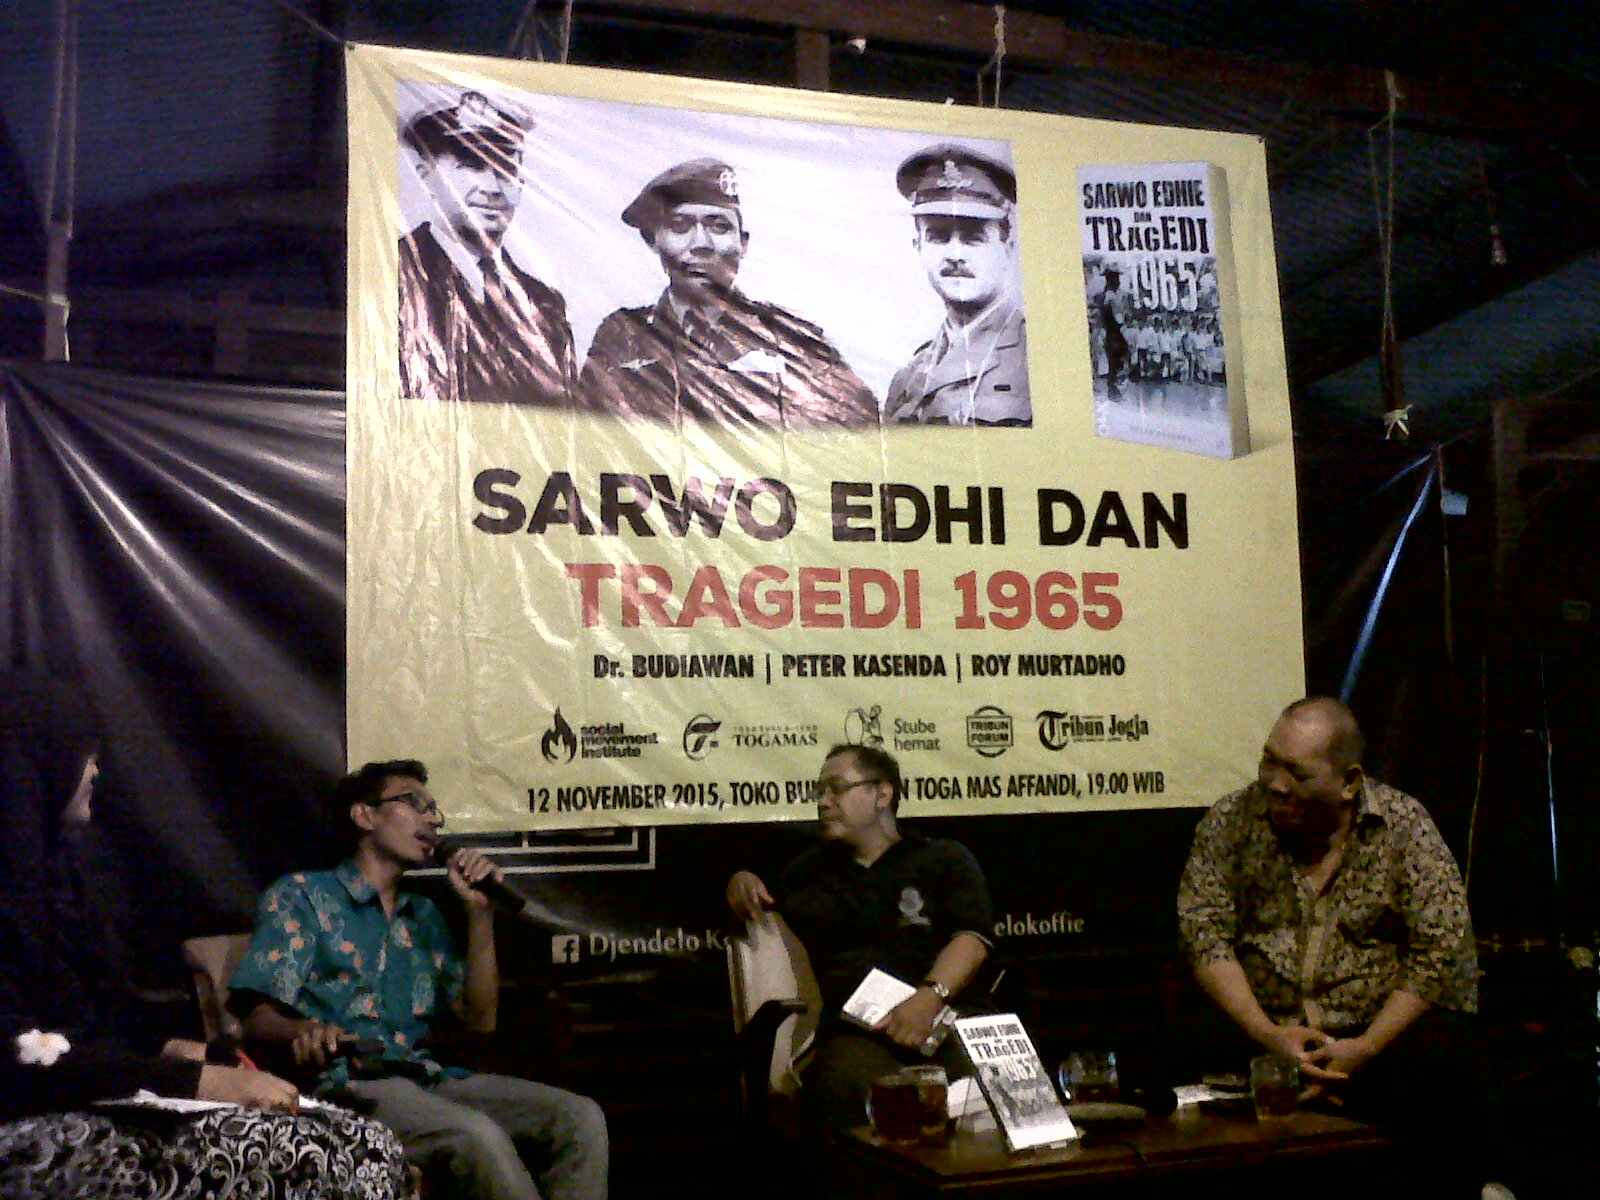 SARWO EDHIE
DAN
TRAGEDI
1965
SARWO EDHI DAN
TRAGEDI 1965
Dr. BUDIAWAN | PETER KASENDA | ROY MURTADHO
social
movement
institute
TOGAMAS
Stube
hemat
TRIBUN
FORUM
Tribun Jogja
12 NOVEMBER 2015, TOKO TOGA MAS AFFANDI, 19.00 WIB
Djendelo elokoffie
SARWO EDHIE
DAN
TRAGEDI
1965